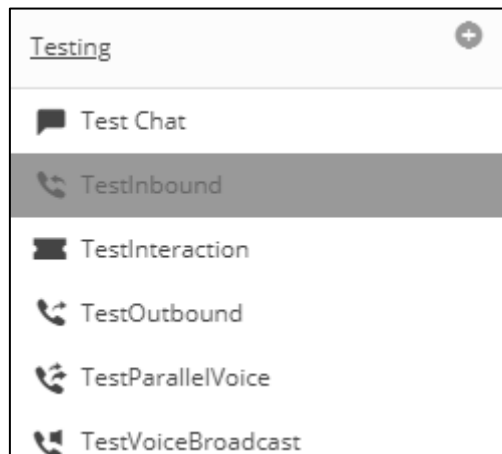 Testing
Test Chat
TestInbound
TestInteraction
TestOutbound
TestParallelVoice
TestVoiceBroadcast